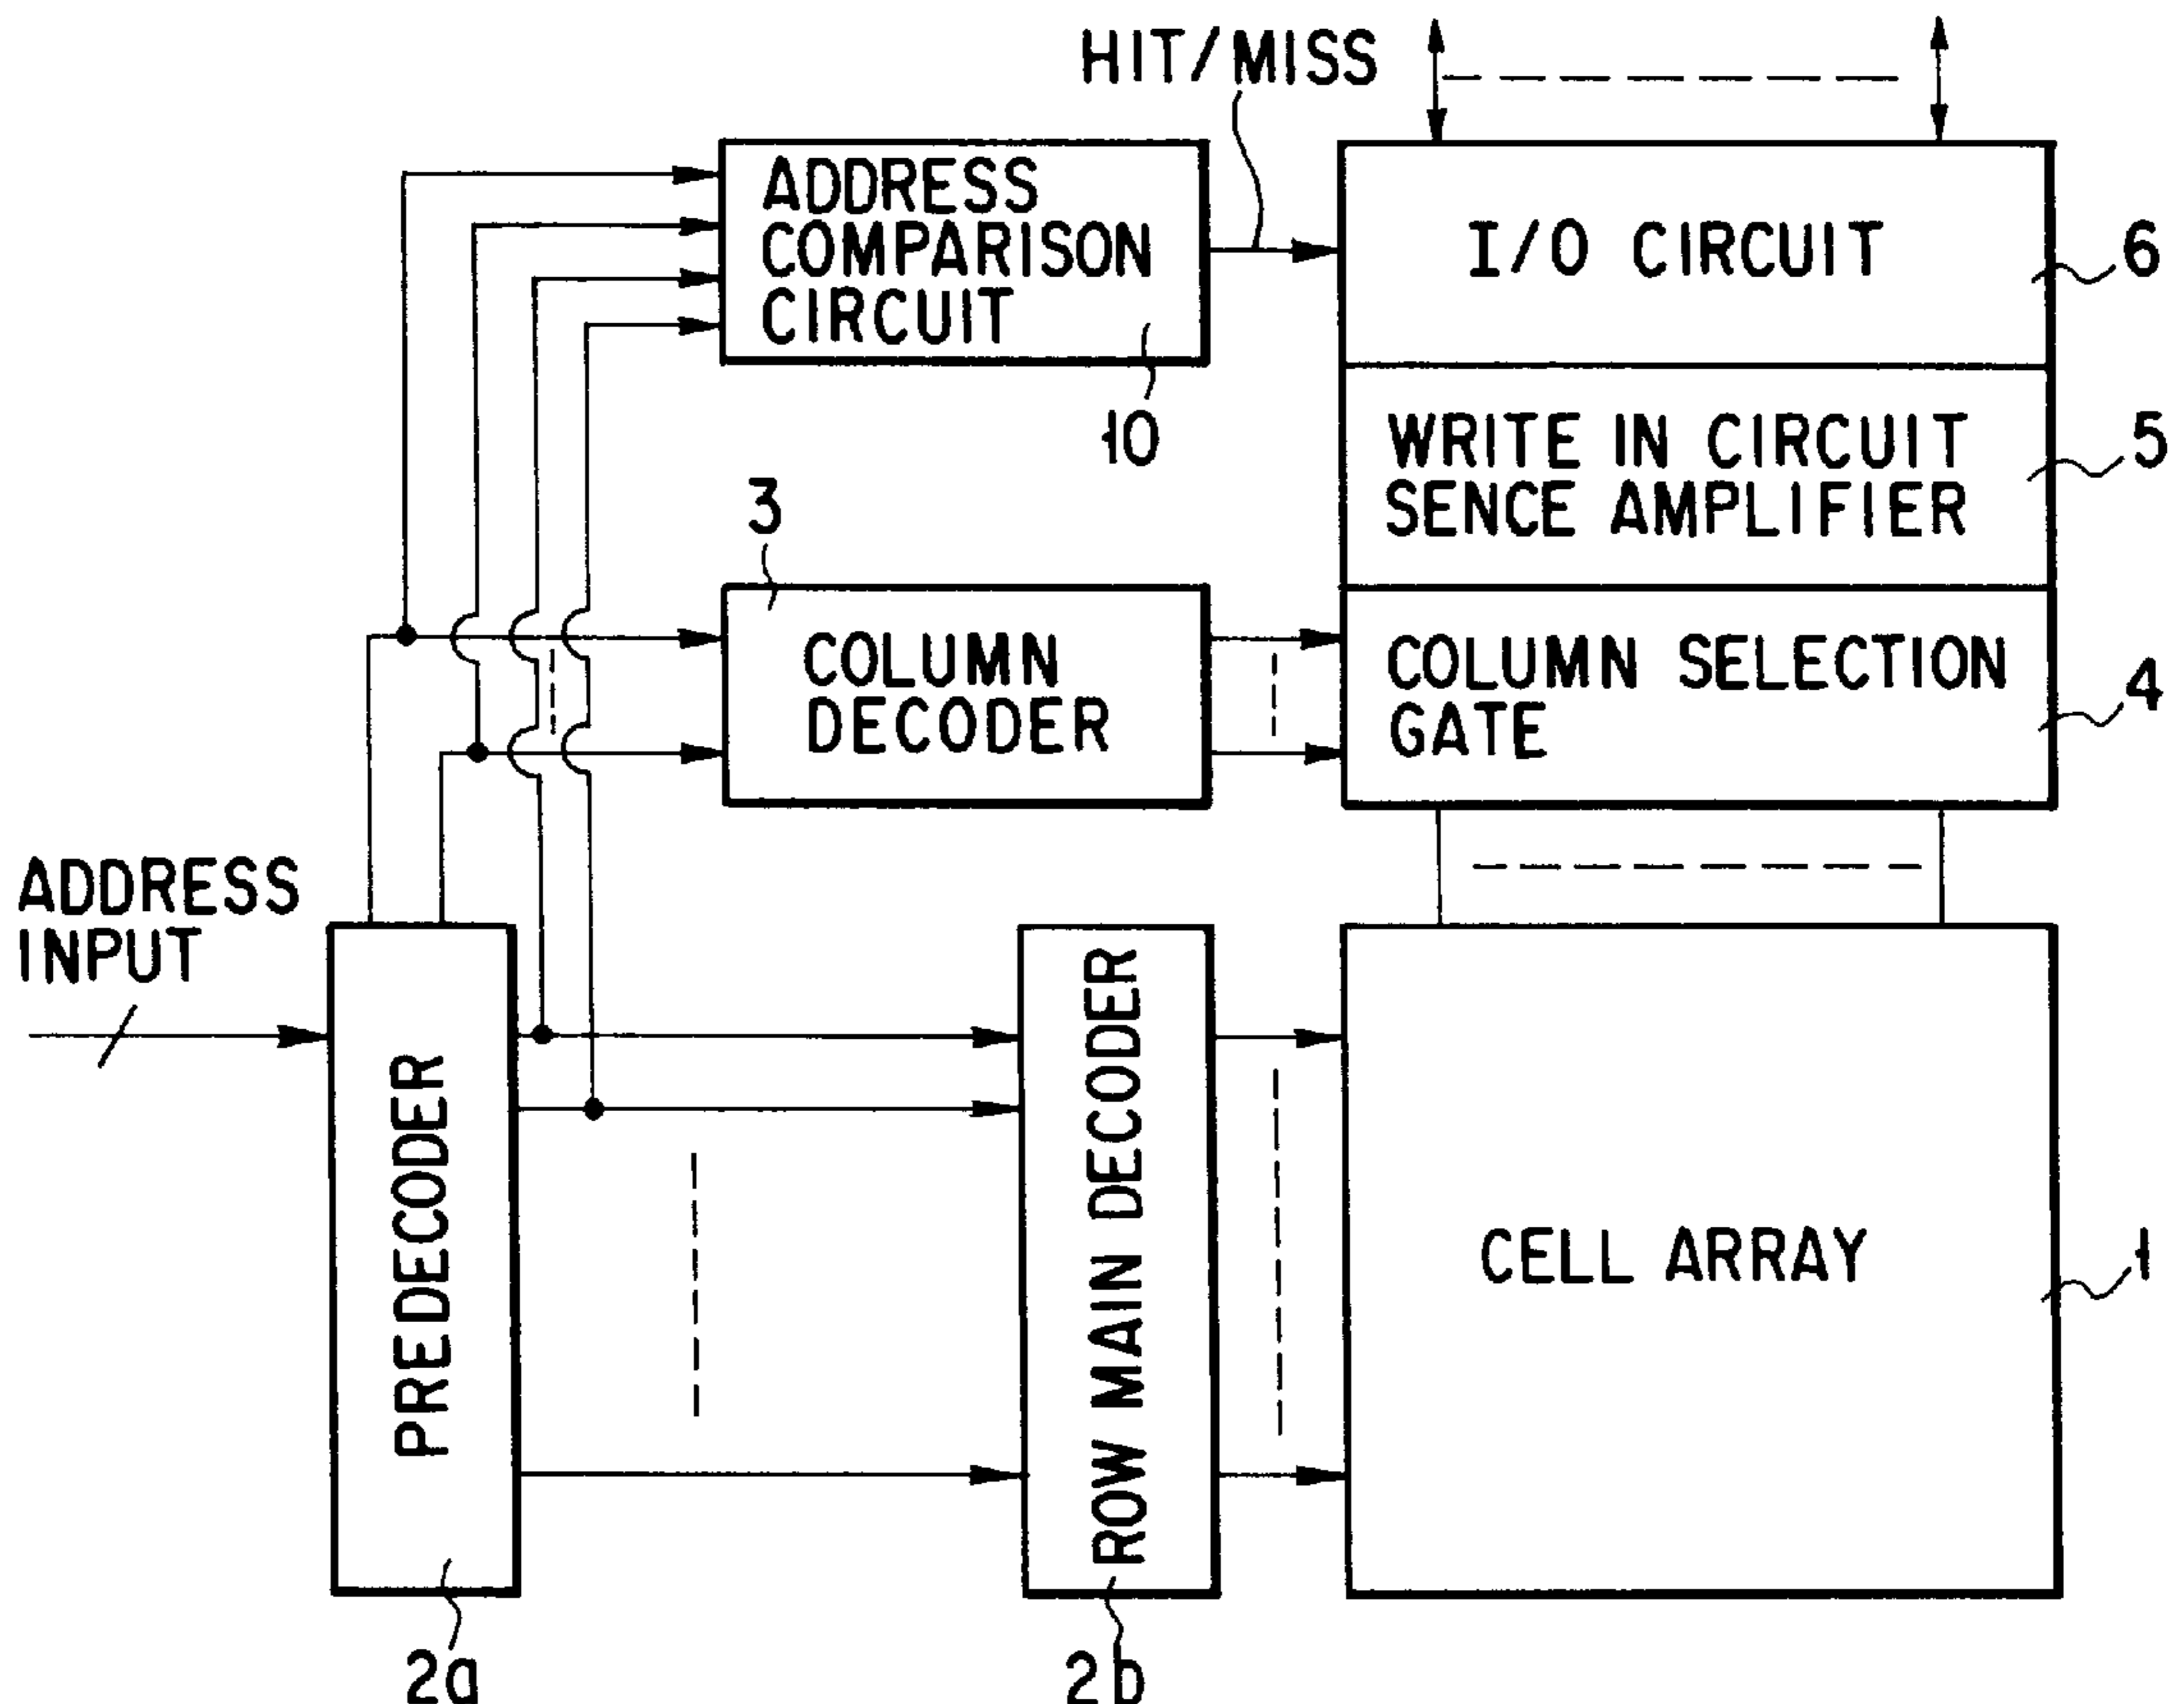 HIT/MISS
ADDRESS
COMPARISON
CIRCUIT
10
I/O CIRCUIT
6
WRITE IN CIRCUIT
SENCE AMPLIFIER
5
3
COLUMN
DECODER
COLUMN SELECTION
GATE
4
ADDRESS
INPUT
PREDECODER
2a
ROW MAIN DECODER
2b
CELL ARRAY
1